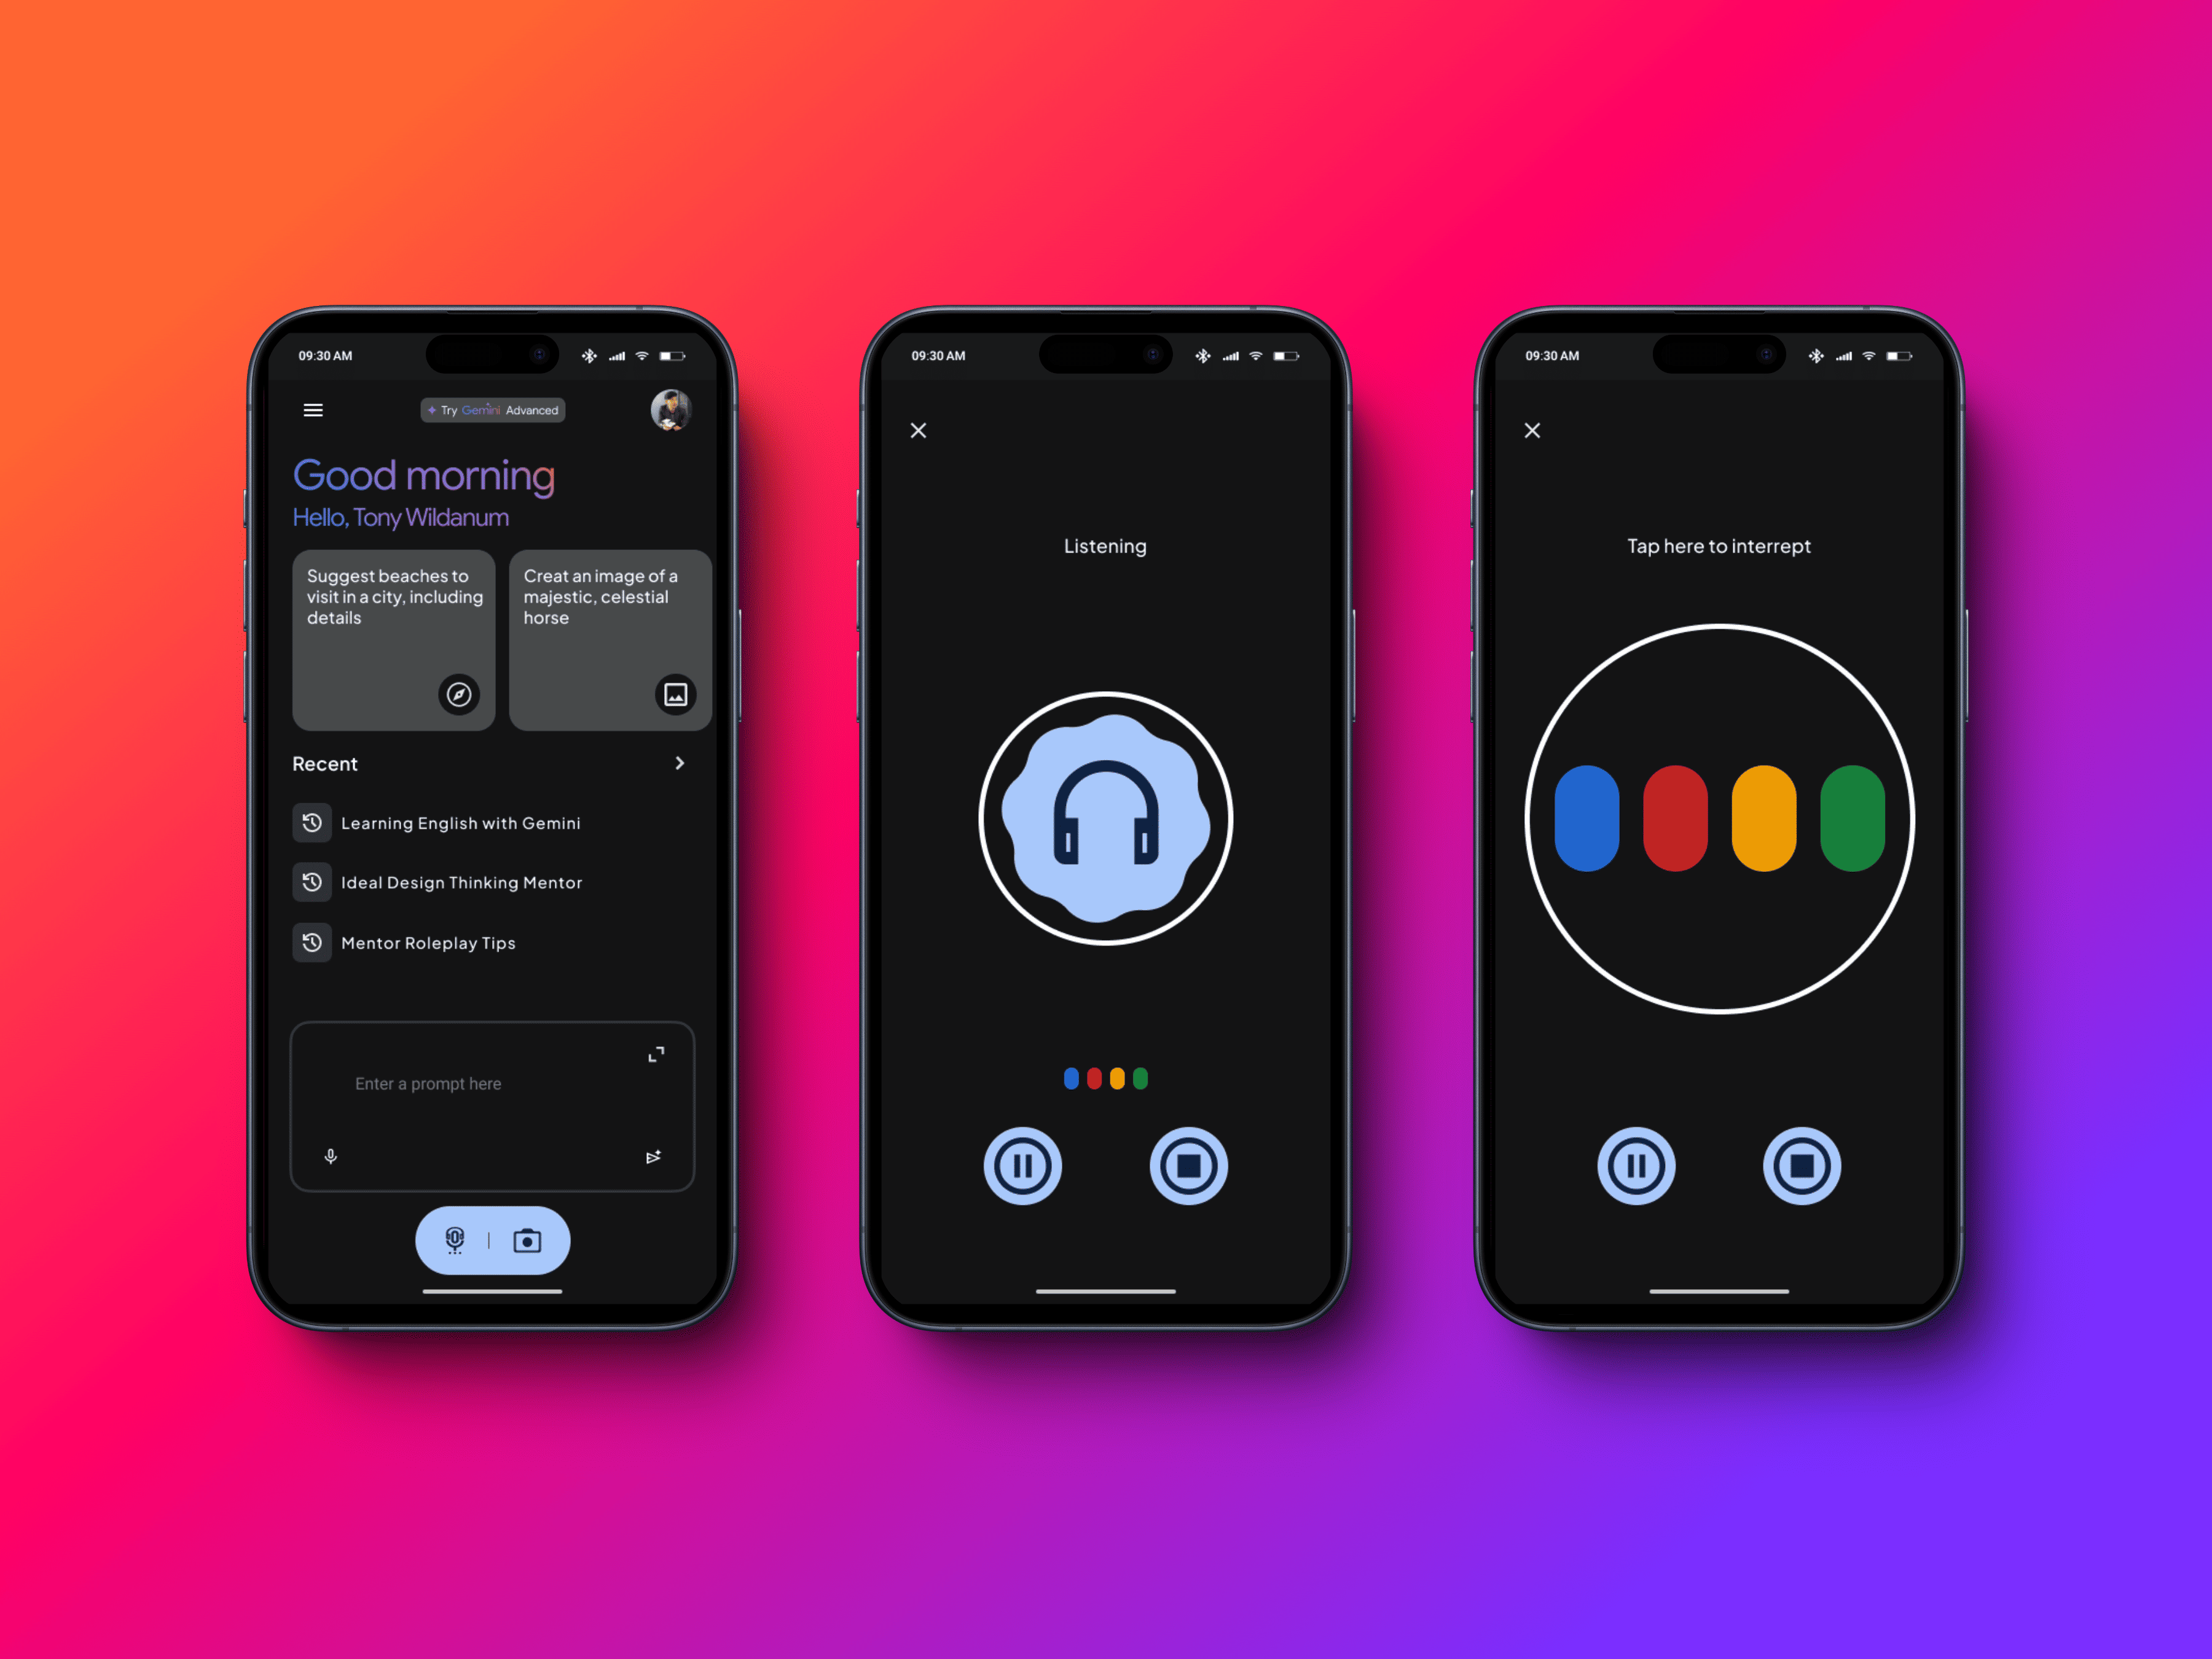 09:30 AM
Try Gemini Advanced
Good morning
Hello, Tony Wildanum
Suggest beaches to
visit in a city, including
details
Creat an image of a
majestic, celestial
horse
Recent
Learning English with Gemini
Ideal Design Thinking Mentor
Mentor Roleplay Tips
Enter a prompt here
09:30 AM
Listening
09:30 AM
Tap here to interrept